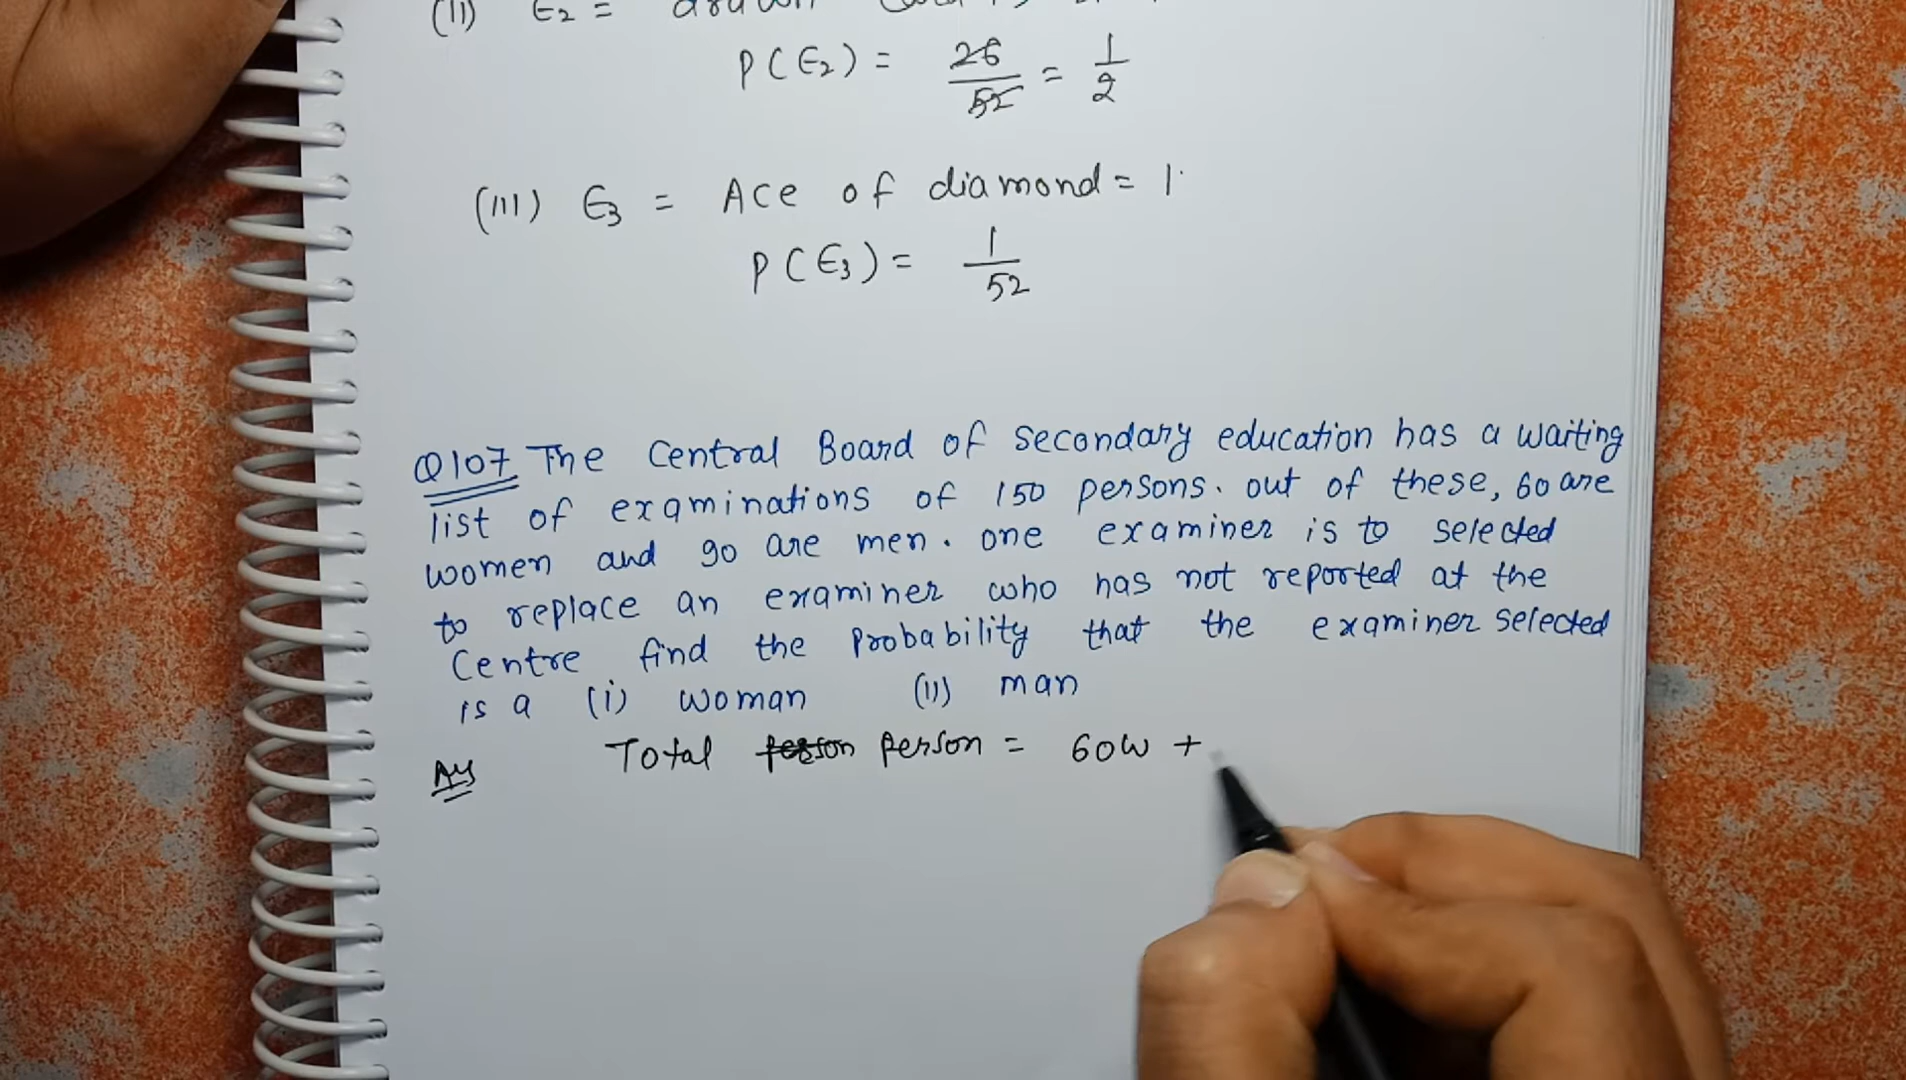 (II) E2 = drawn
P(E2) = 26/52 = 1/2
(III) E3 = Ace of diamond = 1.
P(E3) = 1/52
Q107 The Central Board of secondary education has a waiting
list of examinations of 150 persons. out of these, 60 are
women and 90 are men. one examiner is to selected
to replace an examiner who has not reported at the
Centre find the Probability that the examiner selected
is a (i) woman (II) man
Ans Total person person = 60W +